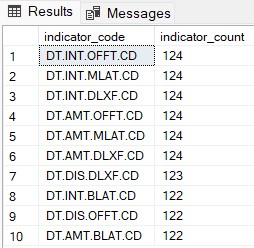 Results Messages
indicator_code indicator_count
1 DT.INT.OFFT.CD 124
2 DT.INT.MLAT.CD 124
3 DT.INT.DLXF.CD 124
4 DT.AMT.OFFT.CD 124
5 DT.AMT.MLAT.CD 124
6 DT.AMT.DLXF.CD 124
7 DT.DIS.DLXF.CD 123
8 DT.INT.BLAT.CD 122
9 DT.DIS.OFFT.CD 122
10 DT.AMT.BLAT.CD 122